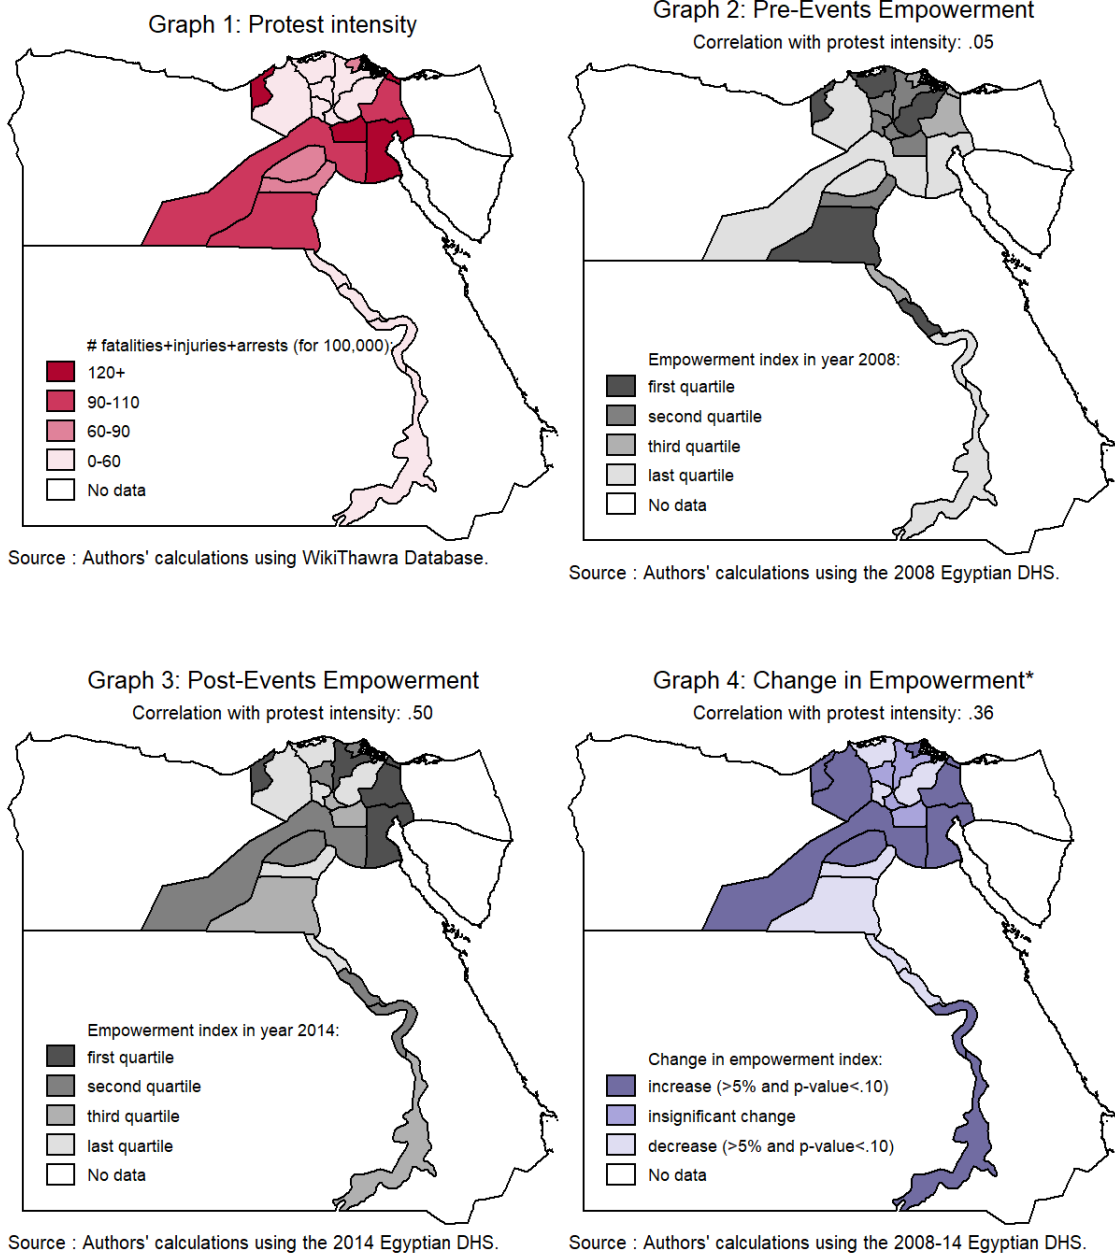 Graph 1: Protest intensity
# fatalities+injuries+arrests (for 100,000):
120+
90-110
60-90
0-60
No data
Source : Authors' calculations using WikiThawra Database.
Graph 2: Pre-Events Empowerment
Correlation with protest intensity: .05
Empowerment index in year 2008:
first quartile
second quartile
third quartile
last quartile
No data
Source : Authors' calculations using the 2008 Egyptian DHS.
Graph 3: Post-Events Empowerment
Correlation with protest intensity: .50
Empowerment index in year 2014:
first quartile
second quartile
third quartile
last quartile
No data
Source : Authors' calculations using the 2014 Egyptian DHS.
Graph 4: Change in Empowerment*
Correlation with protest intensity: .36
Change in empowerment index:
increase (>5% and p-value<.10)
insignificant change
decrease (>5% and p-value<.10)
No data
Source : Authors' calculations using the 2008-14 Egyptian DHS.